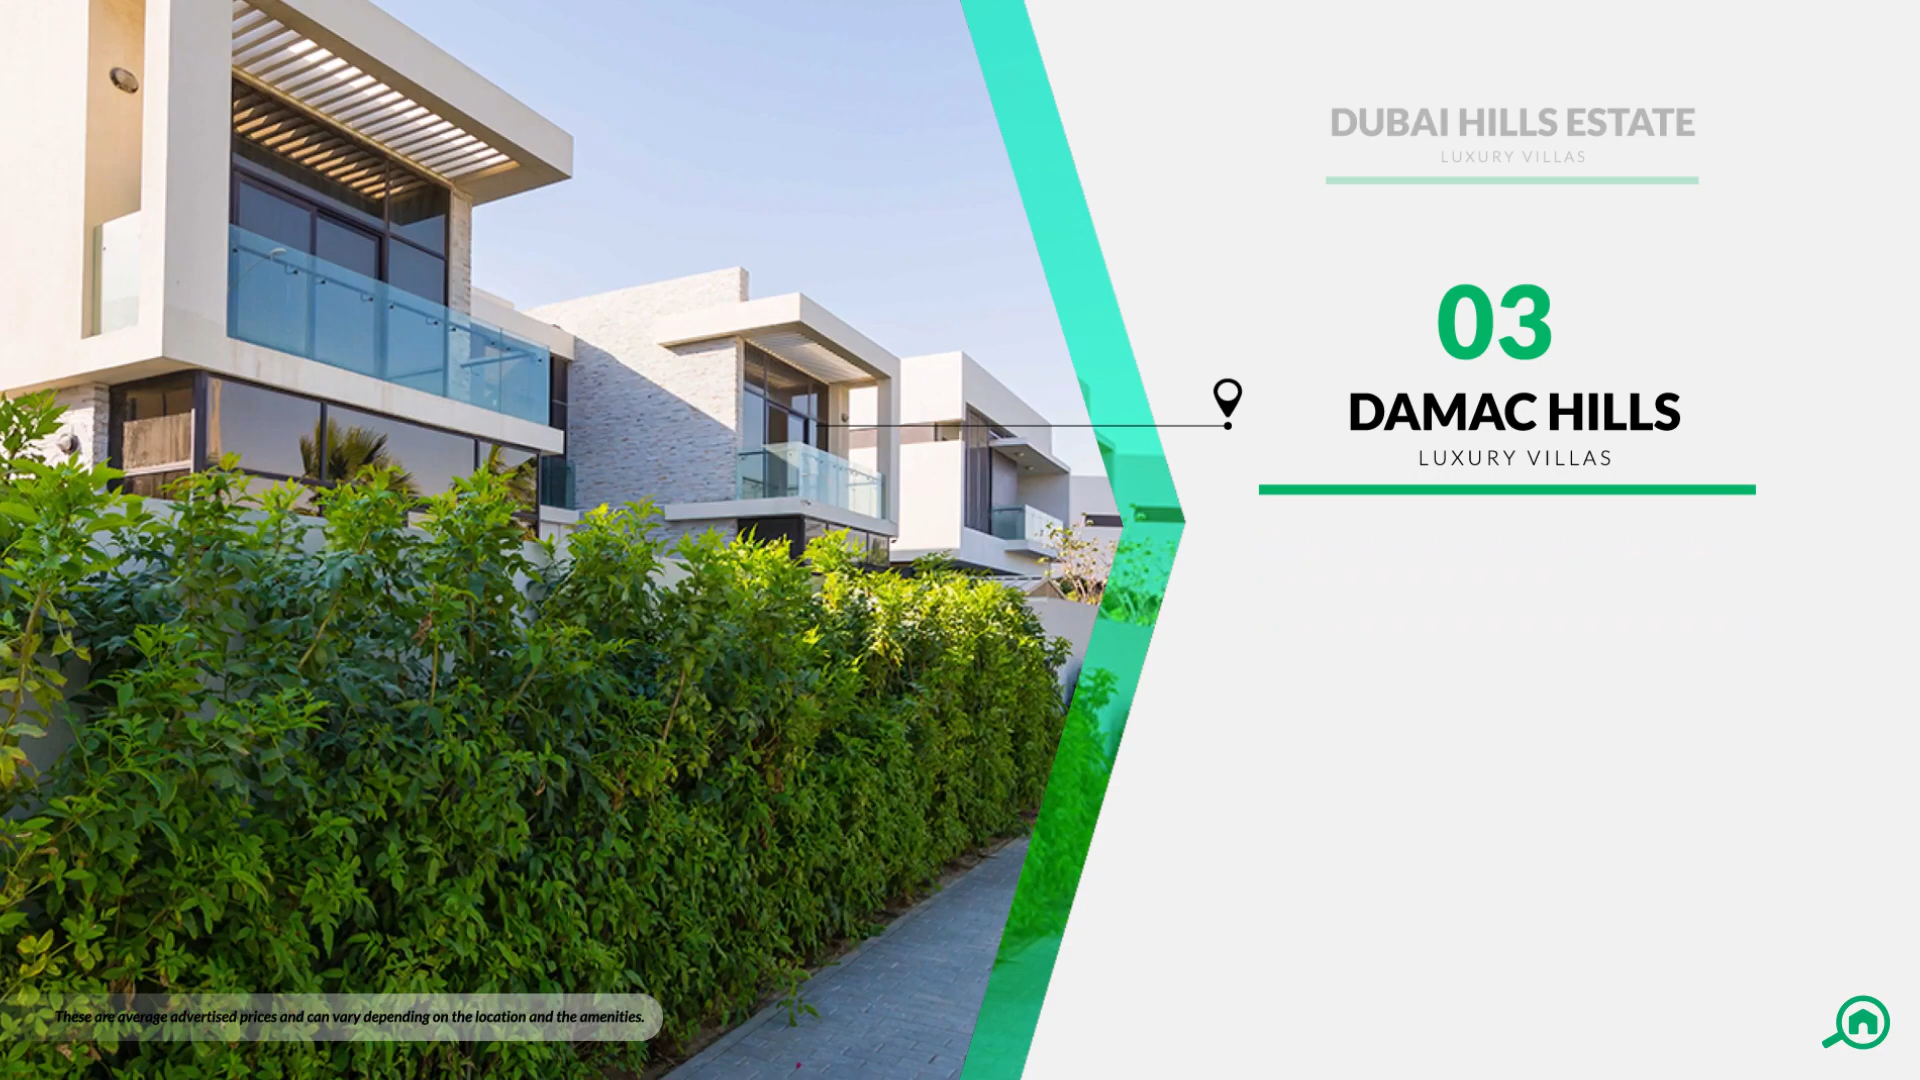 DUBAI HILLS ESTATE
LUXURY VILLAS
03
DAMAC HILLS
LUXURY VILLAS
These are average advertised prices and can vary depending on the location and the amenities.